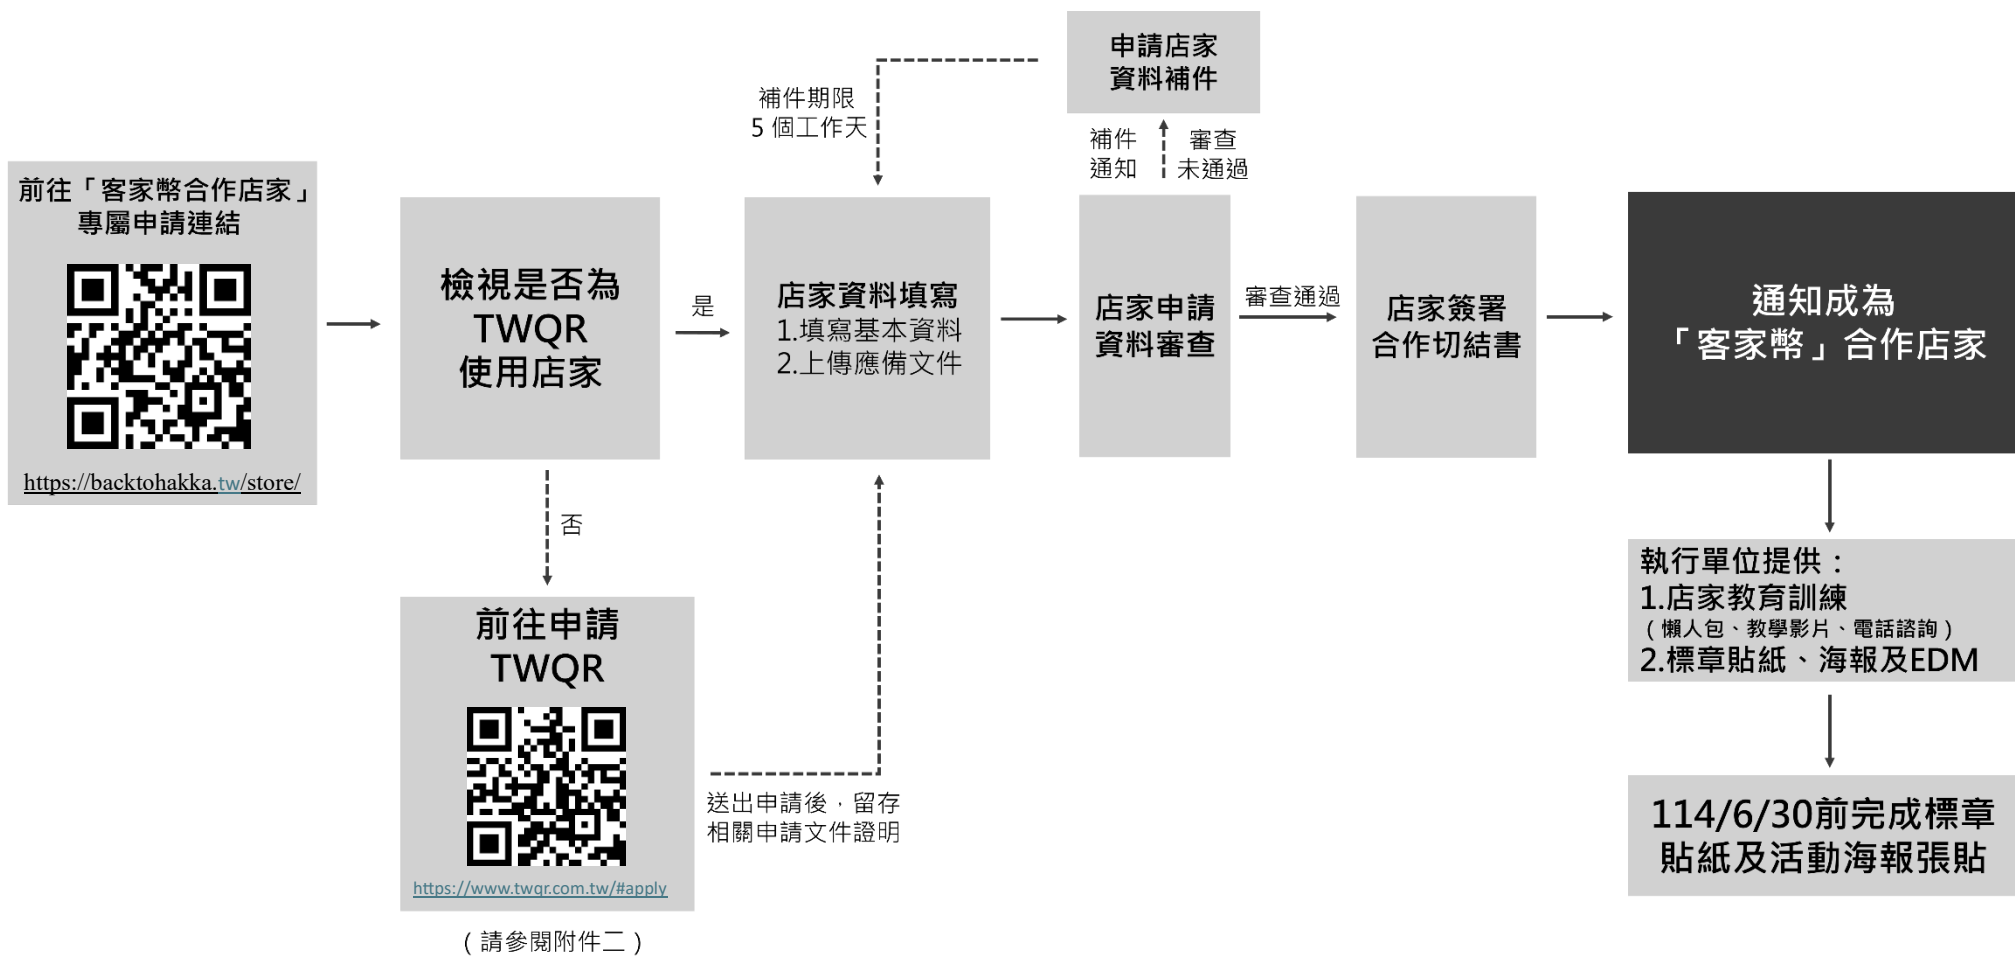 前往「客家幣合作店家」
專屬申請連結
https://backtohakka.tw/store/
檢視是否為
TWQR
使用店家
是
否
前往申請
TWQR
https://www.twqr.com.tw/#apply
（請參閱附件二）
送出申請後，留存
相關申請文件證明
店家資料填寫
1.填寫基本資料
2.上傳應備文件
補件期限
5 個工作天
申請店家
資料補件
補件
通知
審查
未通過
店家申請
資料審查
審查通過
店家簽署
合作切結書
通知成為
「客家幣」合作店家
執行單位提供：
1.店家教育訓練
（懶人包、教學影片、電話諮詢）
2.標章貼紙、海報及EDM
114/6/30前完成標章
貼紙及活動海報張貼